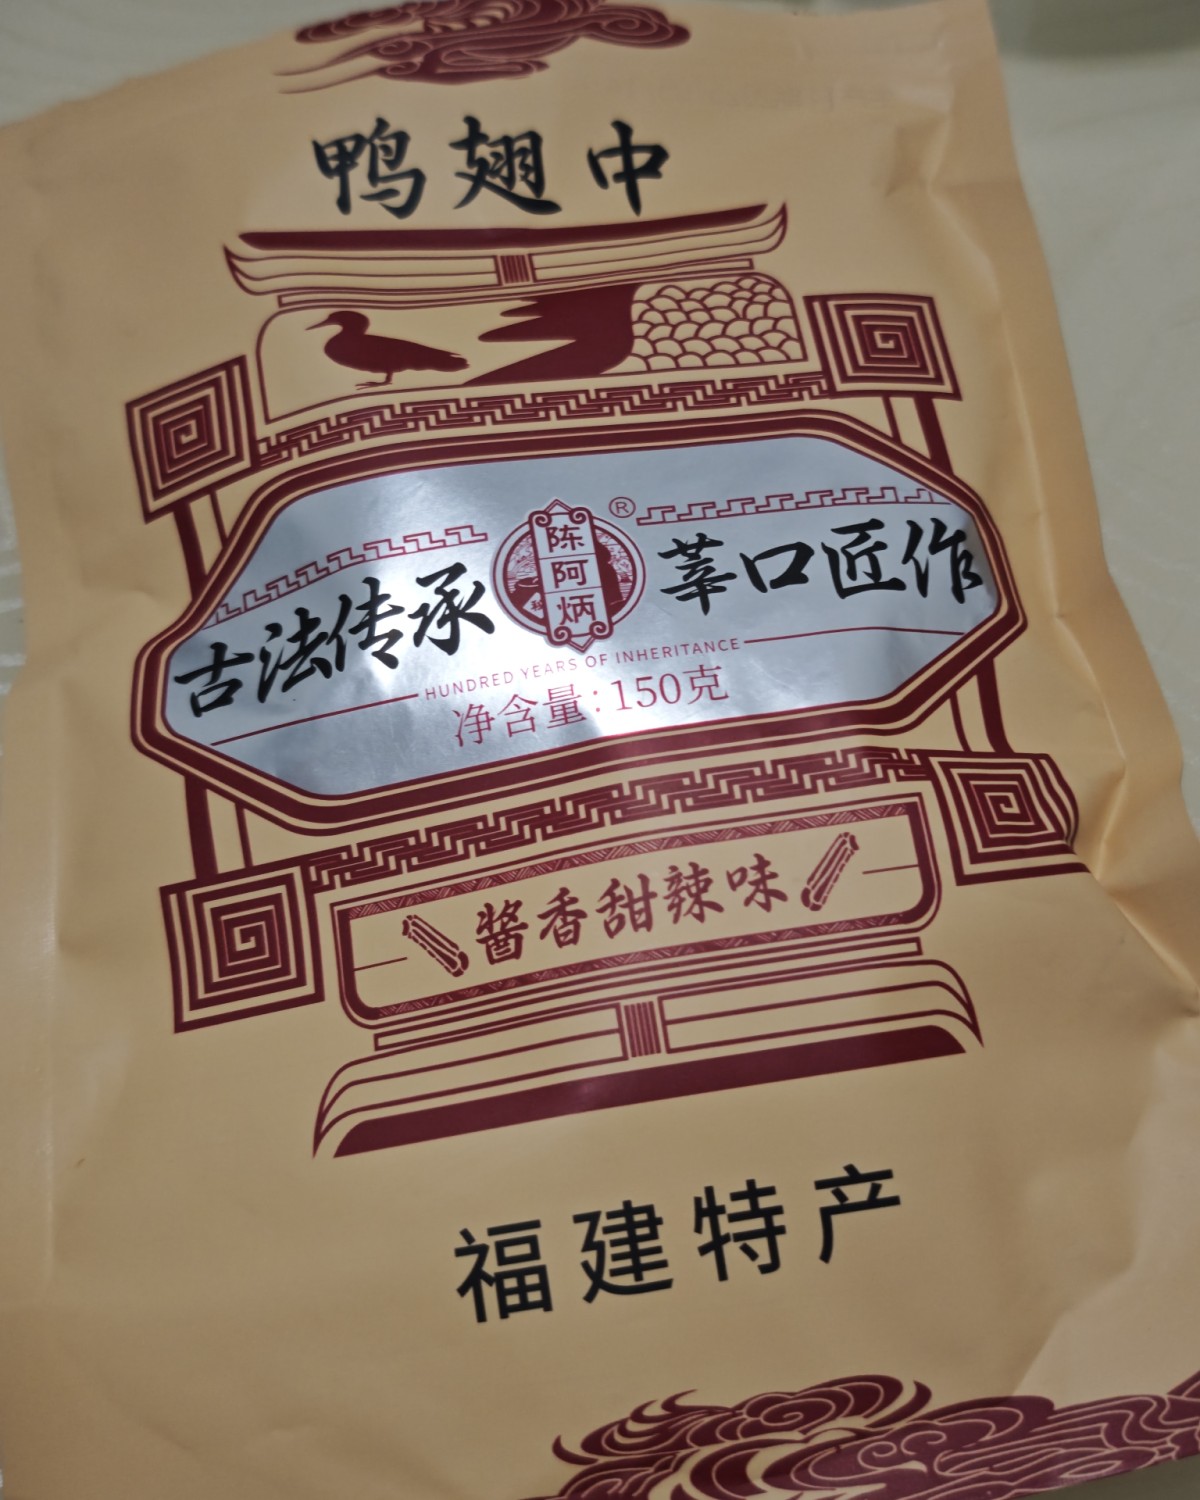 鸭翅中
古法传承
陈阿炳
®
莘口匠作
HUNDRED YEARS OF INHERITANCE
净含量:150克
酱香甜辣味
福建特产